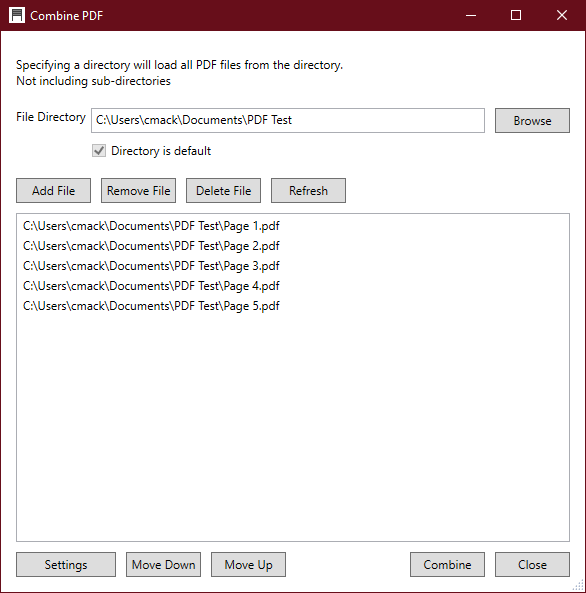 Combine PDF
Specifying a directory will load all PDF files from the directory.
Not including sub-directories
File Directory C:\Users\cmack\Documents\PDF Test Browse
Directory is default
Add File Remove File Delete File Refresh
C:\Users\cmack\Documents\PDF Test\Page 1.pdf
C:\Users\cmack\Documents\PDF Test\Page 2.pdf
C:\Users\cmack\Documents\PDF Test\Page 3.pdf
C:\Users\cmack\Documents\PDF Test\Page 4.pdf
C:\Users\cmack\Documents\PDF Test\Page 5.pdf
Settings Move Down Move Up Combine Close